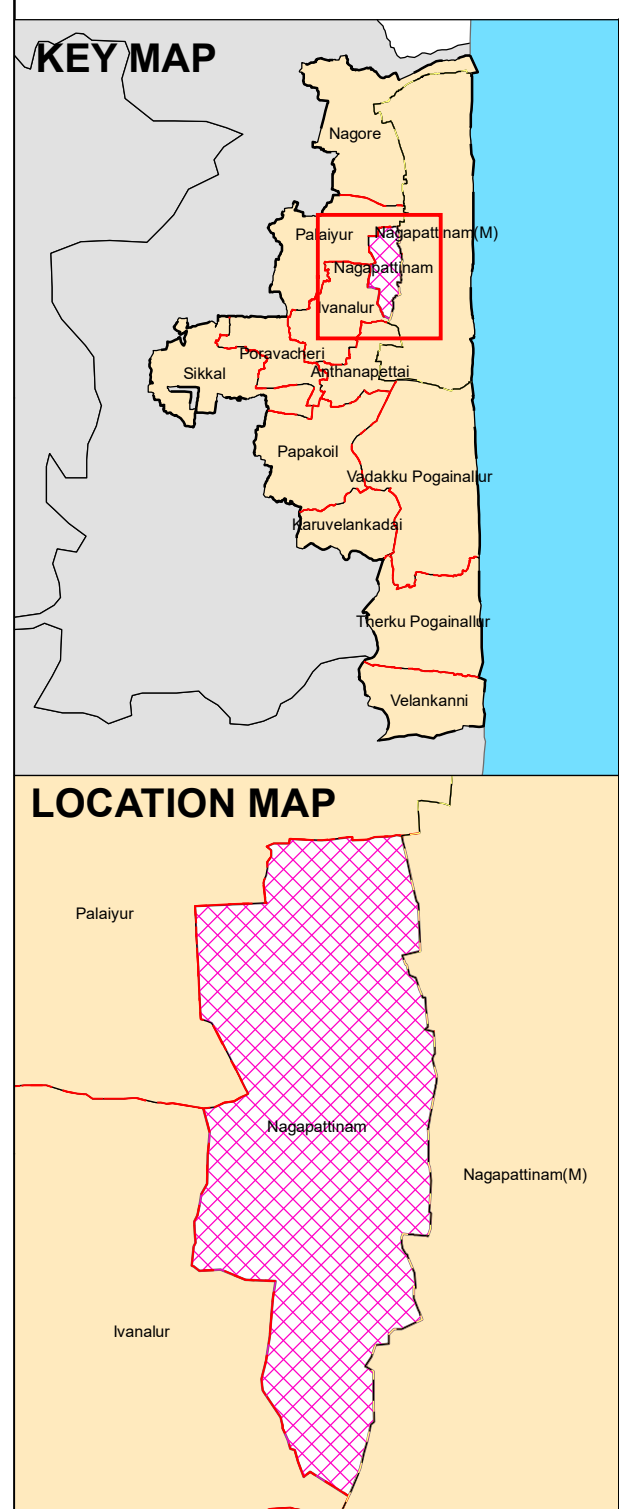 KEY MAP
Nagore
Palaiyur
Nagapattinam(M)
Nagapattinam
Ivanalur
Poravacheri
Sikkal
Anthanapettai
Papakoil
Vadakku Pogainallur
Karuvelankadai
Therku Pogainallur
Velankanni
LOCATION MAP
Palaiyur
Nagapattinam
Nagapattinam(M)
Ivanalur